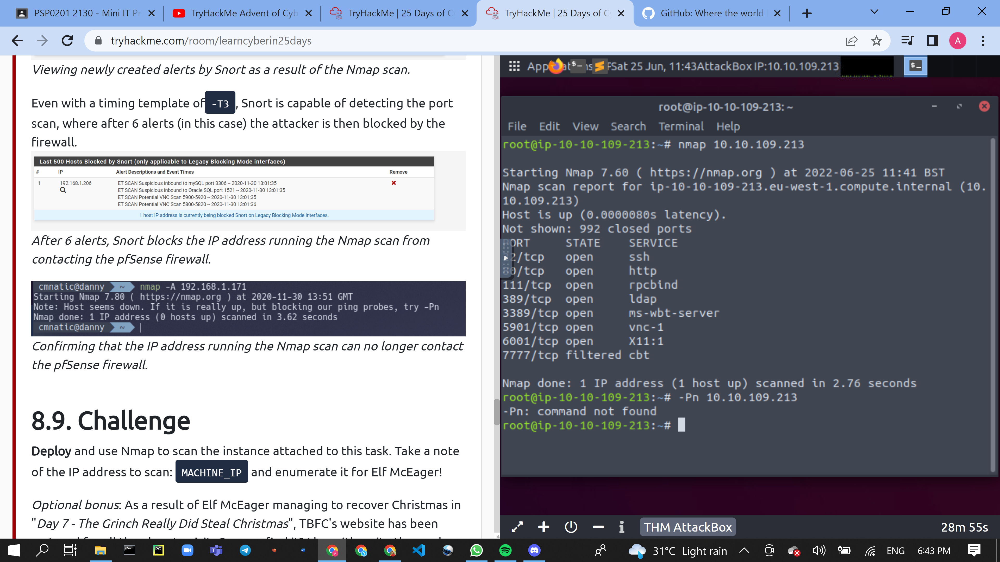 PSP0201 2130 - Mini IT Pr
TryHackMe Advent of Cyb
TryHackMe | 25 Days of C
TryHackMe | 25 Days of Cy
GitHub: Where the world
tryhackme.com/room/learncyberin25days
A
Viewing newly created alerts by Snort as a result of the Nmap scan.
Even with a timing template of -T3, Snort is capable of detecting the port
scan, where after 6 alerts (in this case) the attacker is then blocked by the
firewall.
Last 500 Hosts Blocked by Snort (only applicable to Legacy Blocking Mode interfaces)
# IP Alert Descriptions and Event Times Remove
1 192.168.1.206 ET SCAN Suspicious inbound to mySQL port 3306 -- 2020-11-30 13:01:35
ET SCAN Suspicious inbound to Oracle SQL port 1521 -- 2020-11-30 13:01:35
ET SCAN Potential VNC Scan 5900-5920 -- 2020-11-30 13:01:35
ET SCAN Potential VNC Scan 5800-5820 -- 2020-11-30 13:01:36
1 host IP address is currently being blocked Snort on Legacy Blocking Mode interfaces.
After 6 alerts, Snort blocks the IP address running the Nmap scan from
contacting the pfSense firewall.
cmnatic@danny ~ nmap -A 192.168.1.171
Starting Nmap 7.80 ( https://nmap.org ) at 2020-11-30 13:51 GMT
Note: Host seems down. If it is really up, but blocking our ping probes, try -Pn
Nmap done: 1 IP address (0 hosts up) scanned in 3.62 seconds
cmnatic@danny ~
Confirming that the IP address running the Nmap scan can no longer contact
the pfSense firewall.
8.9. Challenge
Deploy and use Nmap to scan the instance attached to this task. Take a note
of the IP address to scan: MACHINE_IP and enumerate it for Elf McEager!
Optional bonus: As a result of Elf McEager managing to recover Christmas in
"Day 7 - The Grinch Really Did Steal Christmas", TBFC's website has been
Sat 25 Jun, 11:43 AttackBox IP:10.10.109.213
root@ip-10-10-109-213: ~
File Edit View Search Terminal Help
root@ip-10-10-109-213:~# nmap 10.10.109.213
Starting Nmap 7.60 ( https://nmap.org ) at 2022-06-25 11:41 BST
Nmap scan report for ip-10-10-109-213.eu-west-1.compute.internal (10.
10.109.213)
Host is up (0.0000080s latency).
Not shown: 992 closed ports
PORT STATE SERVICE
22/tcp open ssh
80/tcp open http
111/tcp open rpcbind
389/tcp open ldap
3389/tcp open ms-wbt-server
5901/tcp open vnc-1
6001/tcp open X11:1
7777/tcp filtered cbt
Nmap done: 1 IP address (1 host up) scanned in 2.76 seconds
root@ip-10-10-109-213:~# -Pn 10.10.109.213
-Pn: command not found
root@ip-10-10-109-213:~#
THM AttackBox
28m 55s
31°C Light rain
ENG
6:43 PM